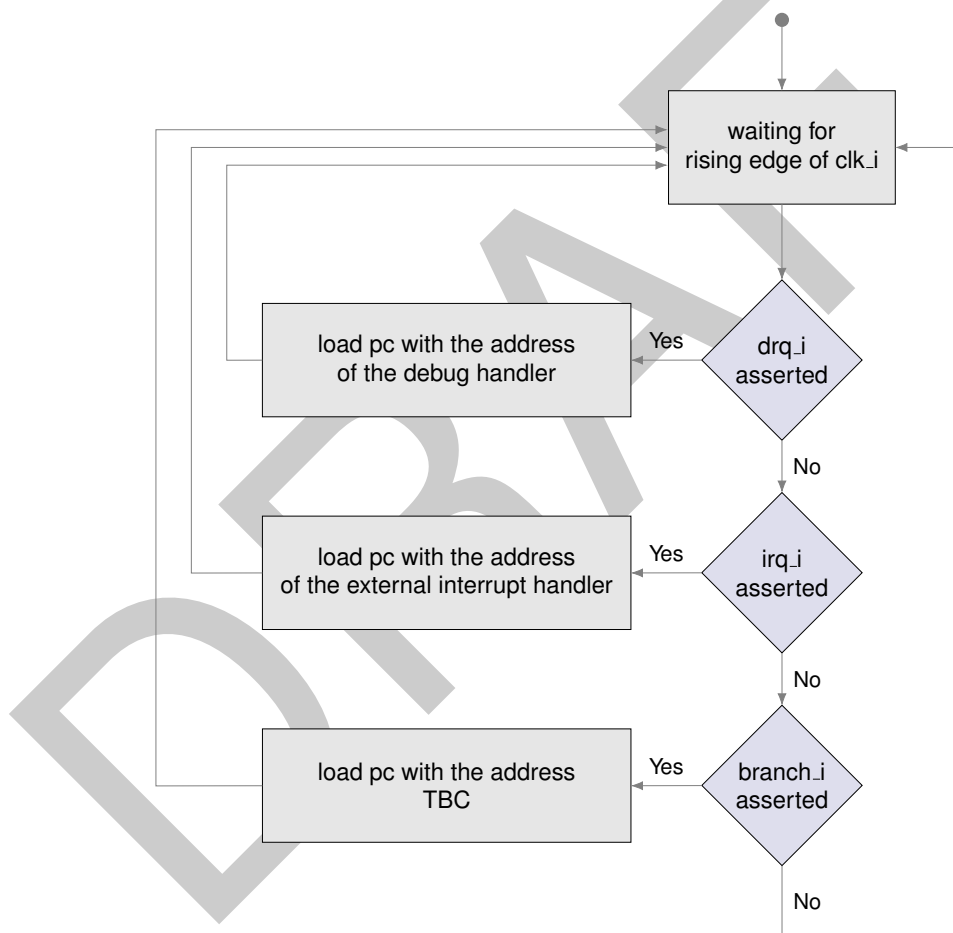 waiting for
rising edge of clk_i
drq_i
asserted
Yes
load pc with the address
of the debug handler
No
irq_i
asserted
Yes
load pc with the address
of the external interrupt handler
No
branch_i
asserted
Yes
load pc with the address
TBC
No
DRAF